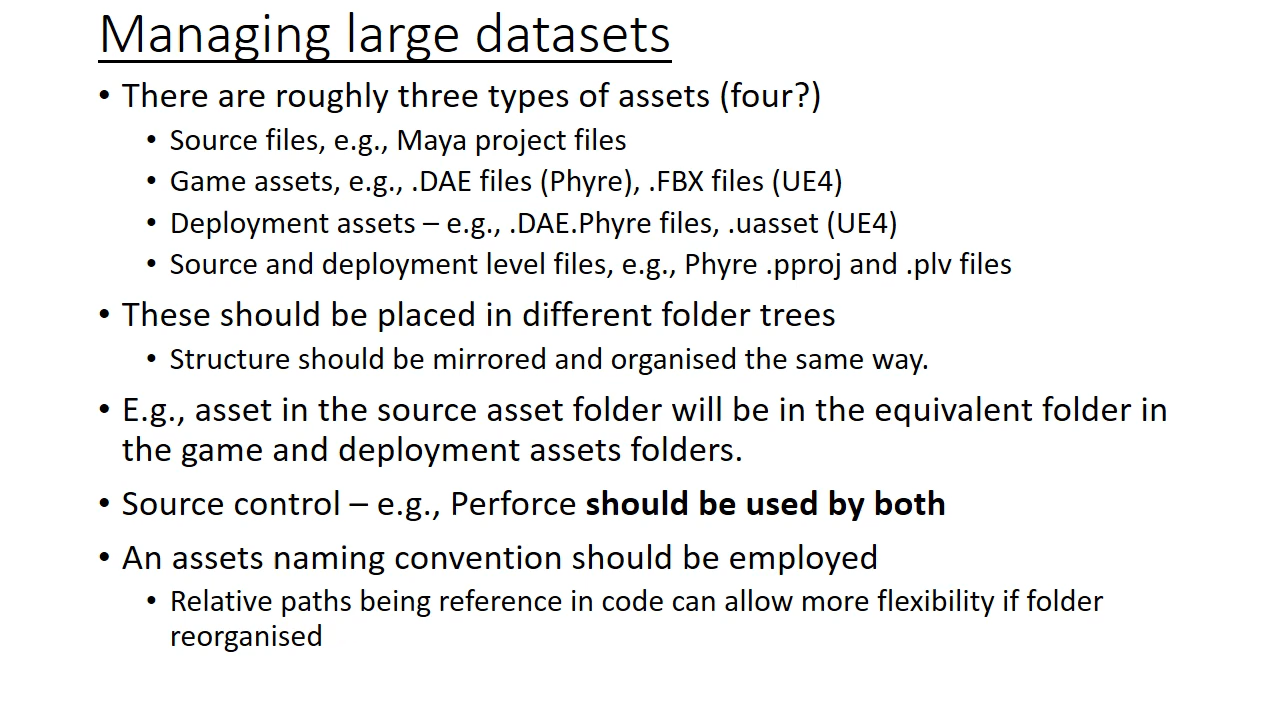 Managing large datasets
• There are roughly three types of assets (four?)
• Source files, e.g., Maya project files
• Game assets, e.g., .DAE files (Phyre), .FBX files (UE4)
• Deployment assets – e.g., .DAE.Phyre files, .uasset (UE4)
• Source and deployment level files, e.g., Phyre .pproj and .plv files
• These should be placed in different folder trees
• Structure should be mirrored and organised the same way.
• E.g., asset in the source asset folder will be in the equivalent folder in
the game and deployment assets folders.
• Source control – e.g., Perforce should be used by both
• An assets naming convention should be employed
• Relative paths being reference in code can allow more flexibility if folder
reorganised